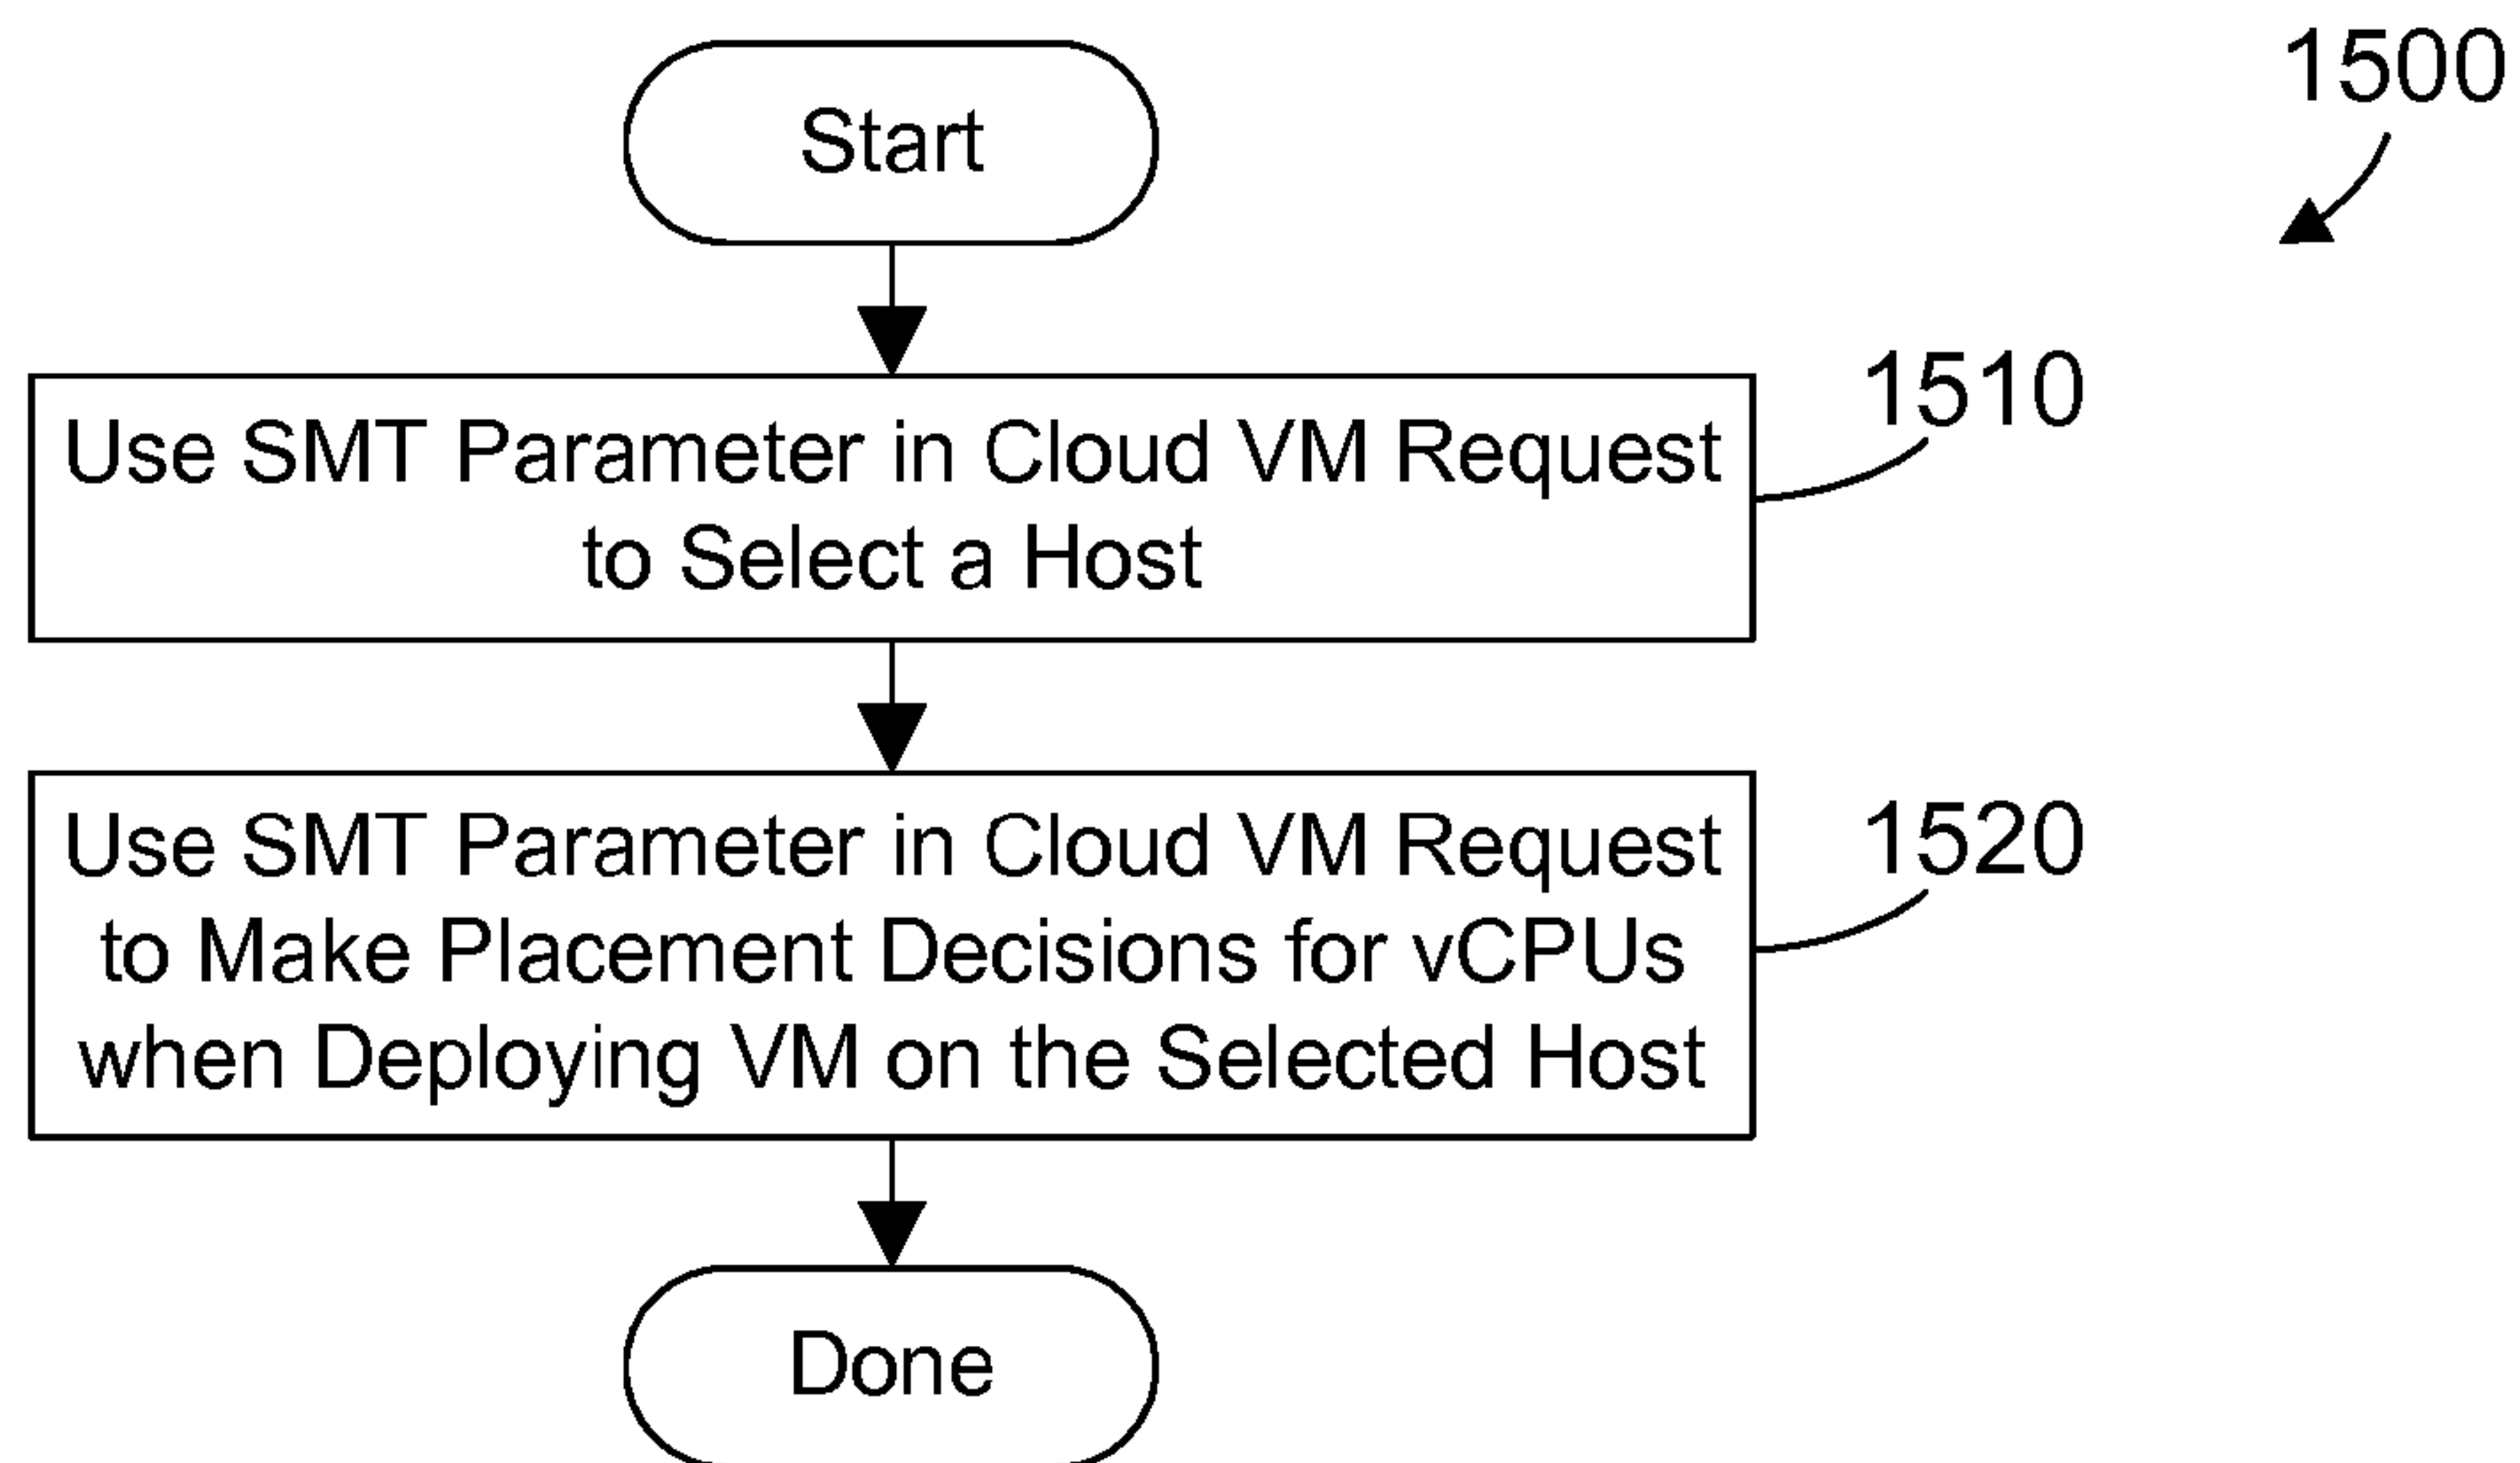 Start
1500
Use SMT Parameter in Cloud VM Request
to Select a Host
1510
Use SMT Parameter in Cloud VM Request
to Make Placement Decisions for vCPUs
when Deploying VM on the Selected Host
1520
Done